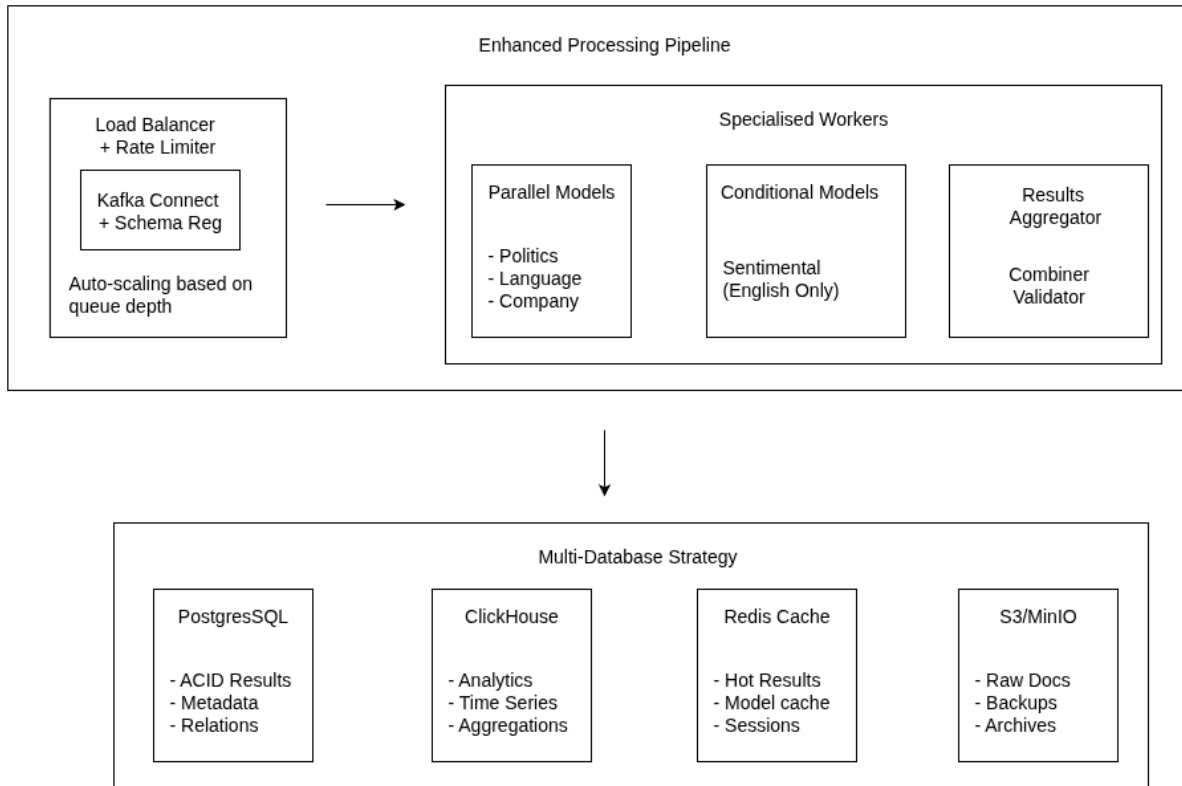 Enhanced Processing Pipeline
Load Balancer
+ Rate Limiter
Kafka Connect
+ Schema Reg
Auto-scaling based on
queue depth
Specialised Workers
Parallel Models
- Politics
- Language
- Company
Conditional Models
Sentimental
(English Only)
Results
Aggregator
Combiner
Validator
Multi-Database Strategy
PostgresSQL
- ACID Results
- Metadata
- Relations
ClickHouse
- Analytics
- Time Series
- Aggregations
Redis Cache
- Hot Results
- Model cache
- Sessions
S3/MinIO
- Raw Docs
- Backups
- Archives